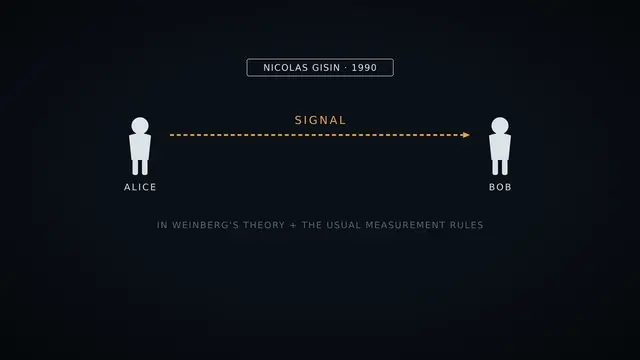 NICOLAS GISIN · 1990
SIGNAL
ALICE
BOB
IN WEINBERG'S THEORY + THE USUAL MEASUREMENT RULES